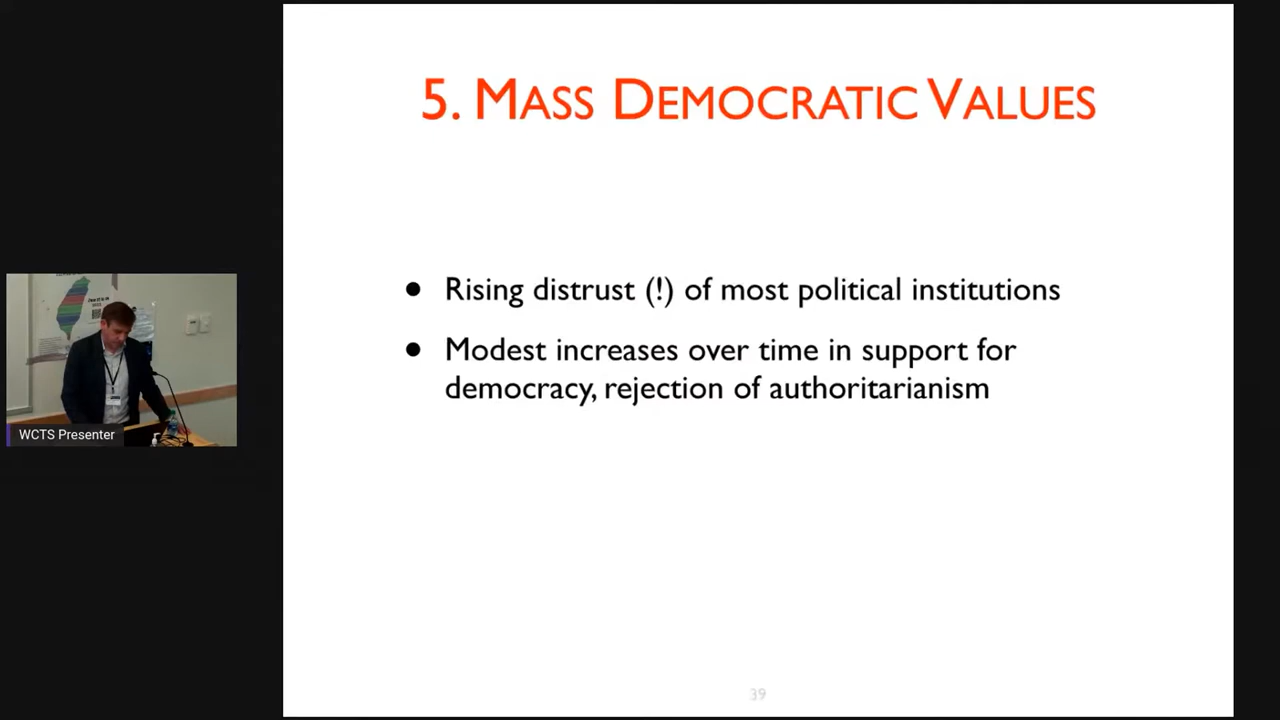 5. MASS DEMOCRATIC VALUES
• Rising distrust (!) of most political institutions
• Modest increases over time in support for
democracy, rejection of authoritarianism
WCTS Presenter
39